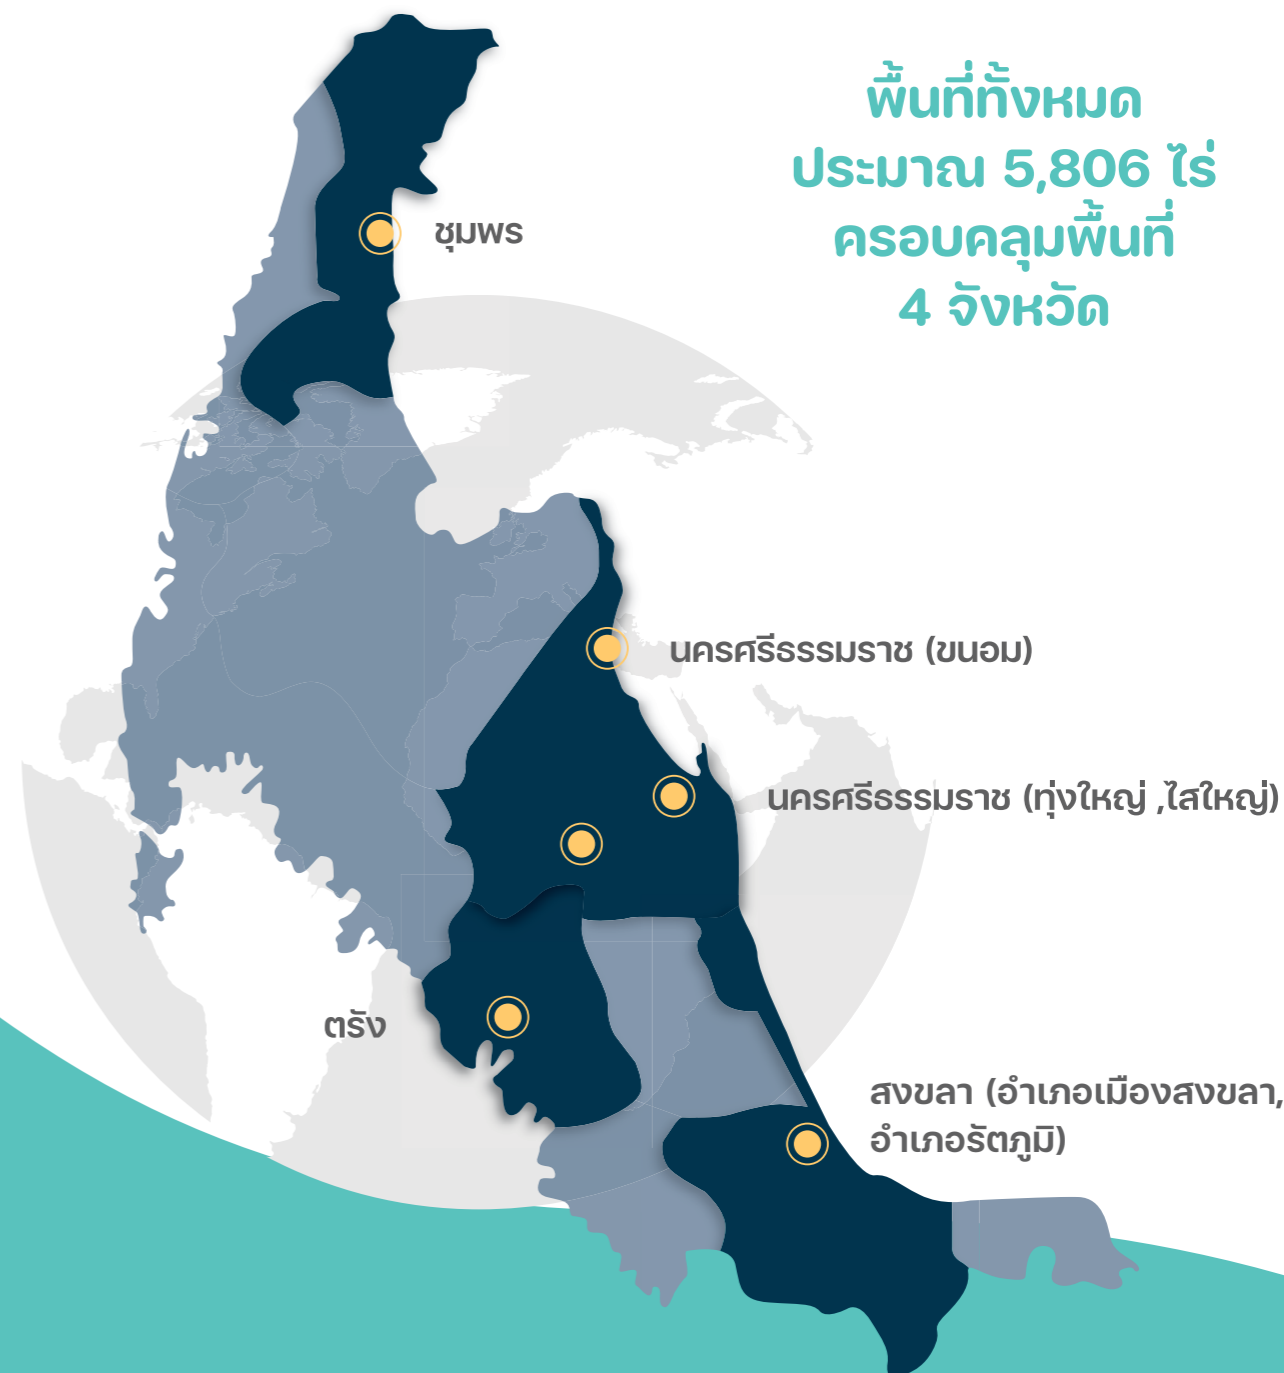 พื้นที่ทั้งหมด
ประมาณ 5,806 ไร่
ครอบคลุมพื้นที่
4 จังหวัด
ชุมพร
นครศรีธรรมราช (ขนอม)
นครศรีธรรมราช (ทุ่งใหญ่ ,ไสใหญ่)
ตรัง
สงขลา (อำเภอเมืองสงขลา,
อำเภอรัตภูมิ)